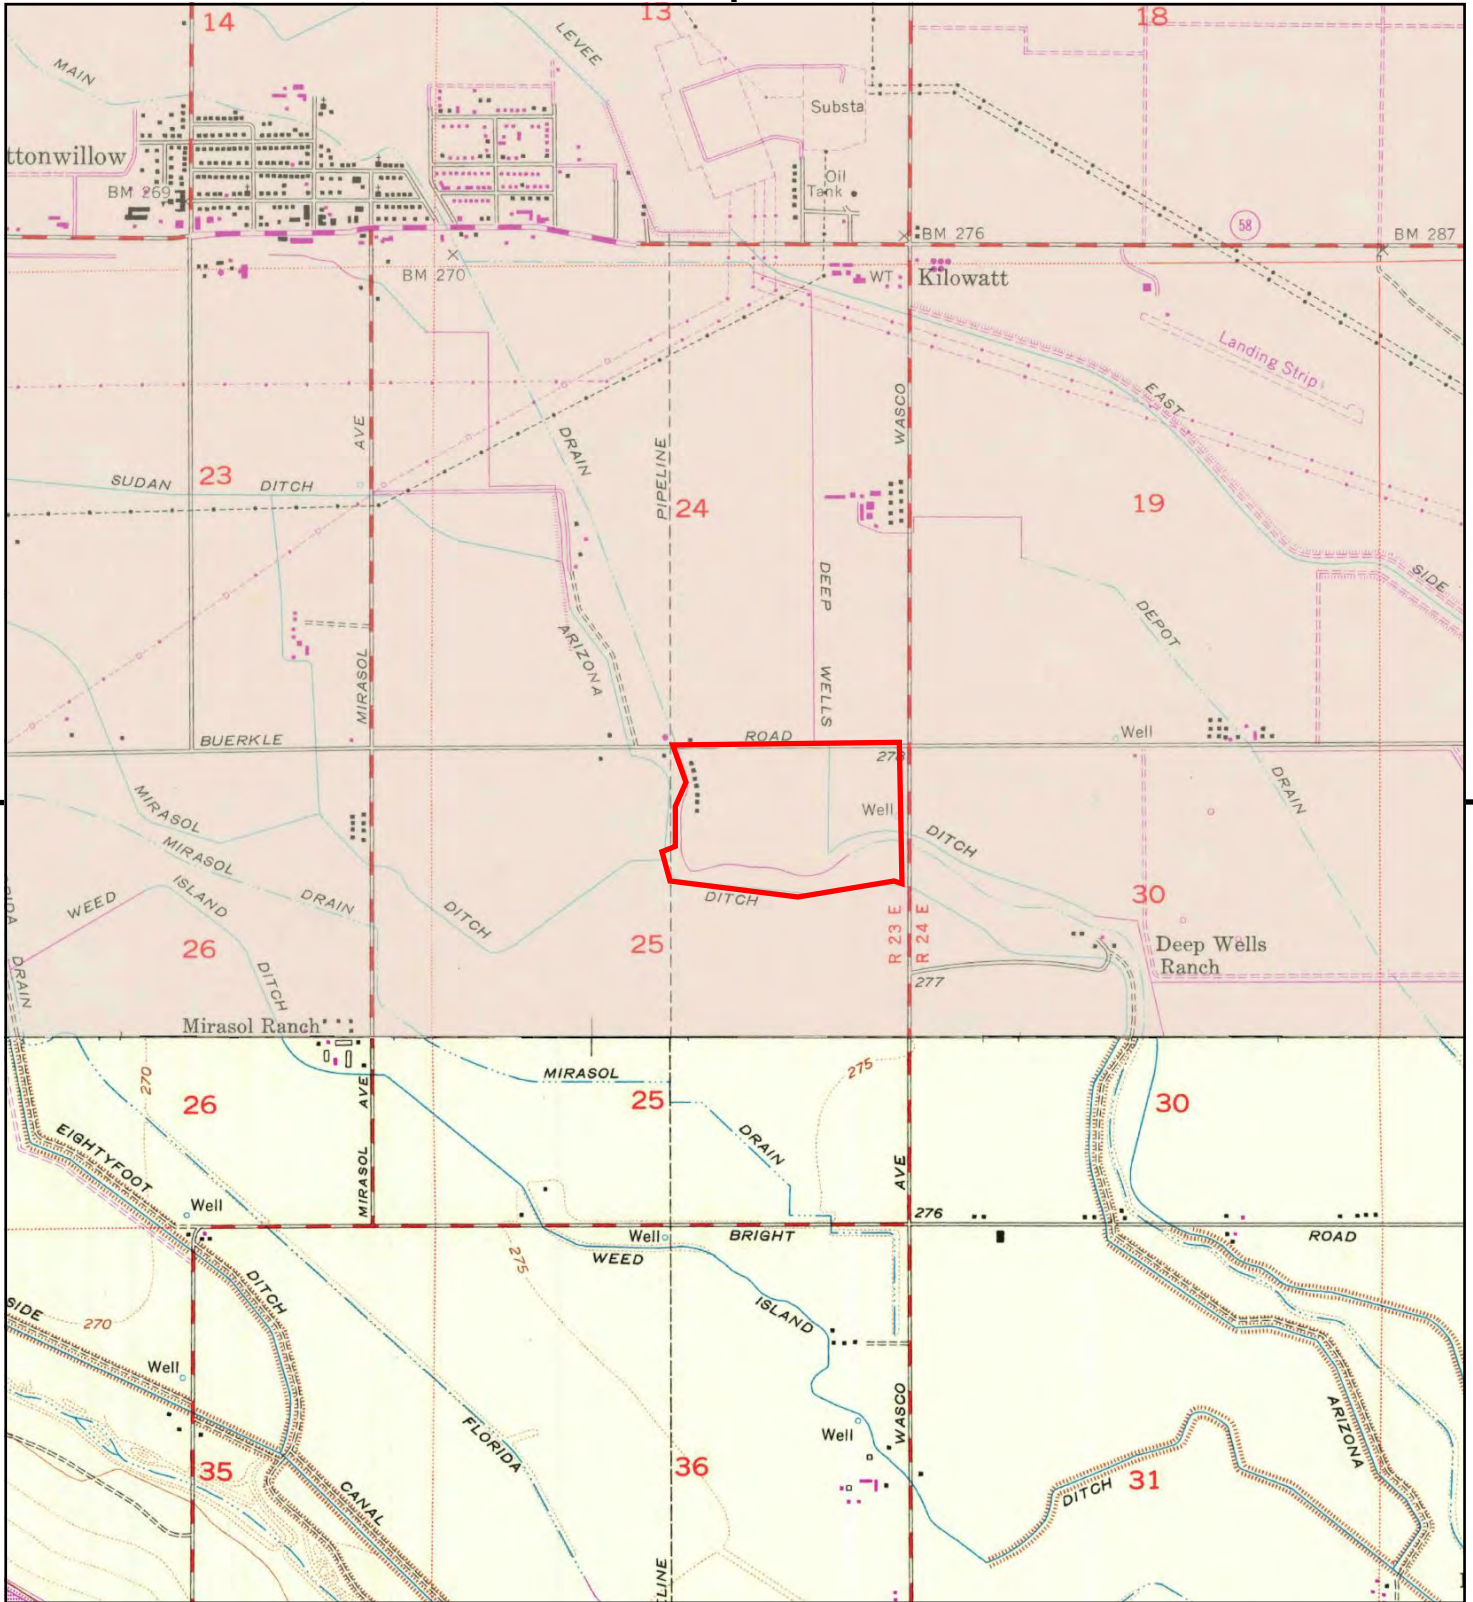 14
13
18
MAIN
LEVEE
Substa
ttonwillow
BM 269
Oil
Tank
58
BM 276
BM 287
BM 270
WT
Kilowatt
Landing Strip
EAST
AVE
WASCO
DRAIN
PIPELINE
23
SUDAN
DITCH
24
19
DEEP
SIDE
DEPOT
ARIZONA
MIRASOL
WELLS
BUERKLE
ROAD
Well
278
DRAIN
MIRASOL
Well
DITCH
MIRASOL
ISLAND
WEED
DRAIN
DITCH
DITCH
30
26
25
R 23 E
R 24 E
Deep Wells
Ranch
DRAIN
DITCH
277
Mirasol Ranch
270
MIRASOL
275
26
AVE
25
30
EIGHTYFOOT
DRAIN
MIRASOL
AVE
Well
276
Well
BRIGHT
ROAD
275
WEED
DITCH
SIDE
270
ISLAND
Well
WASCO
ARIZONA
FLORIDA
Well
35
36
31
DITCH
CANAL
LINE